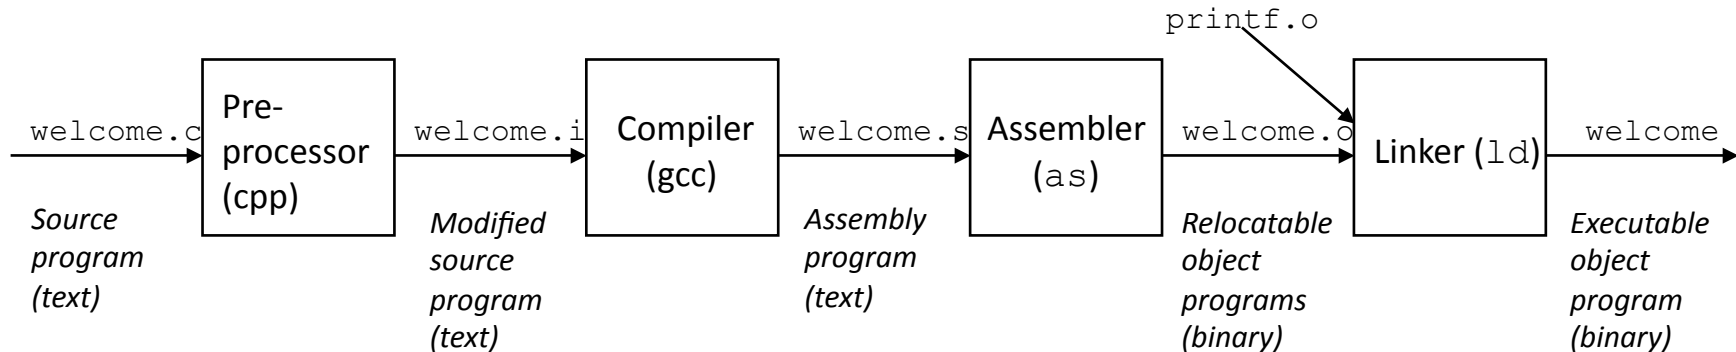 printf.o
welcome.c
Pre-
processor
(cpp)
welcome.i
Compiler
(gcc)
welcome.s
Assembler
(as)
welcome.o
Linker (ld)
welcome
Source
program
(text)
Modified
source
program
(text)
Assembly
program
(text)
Relocatable
object
programs
(binary)
Executable
object
program
(binary)